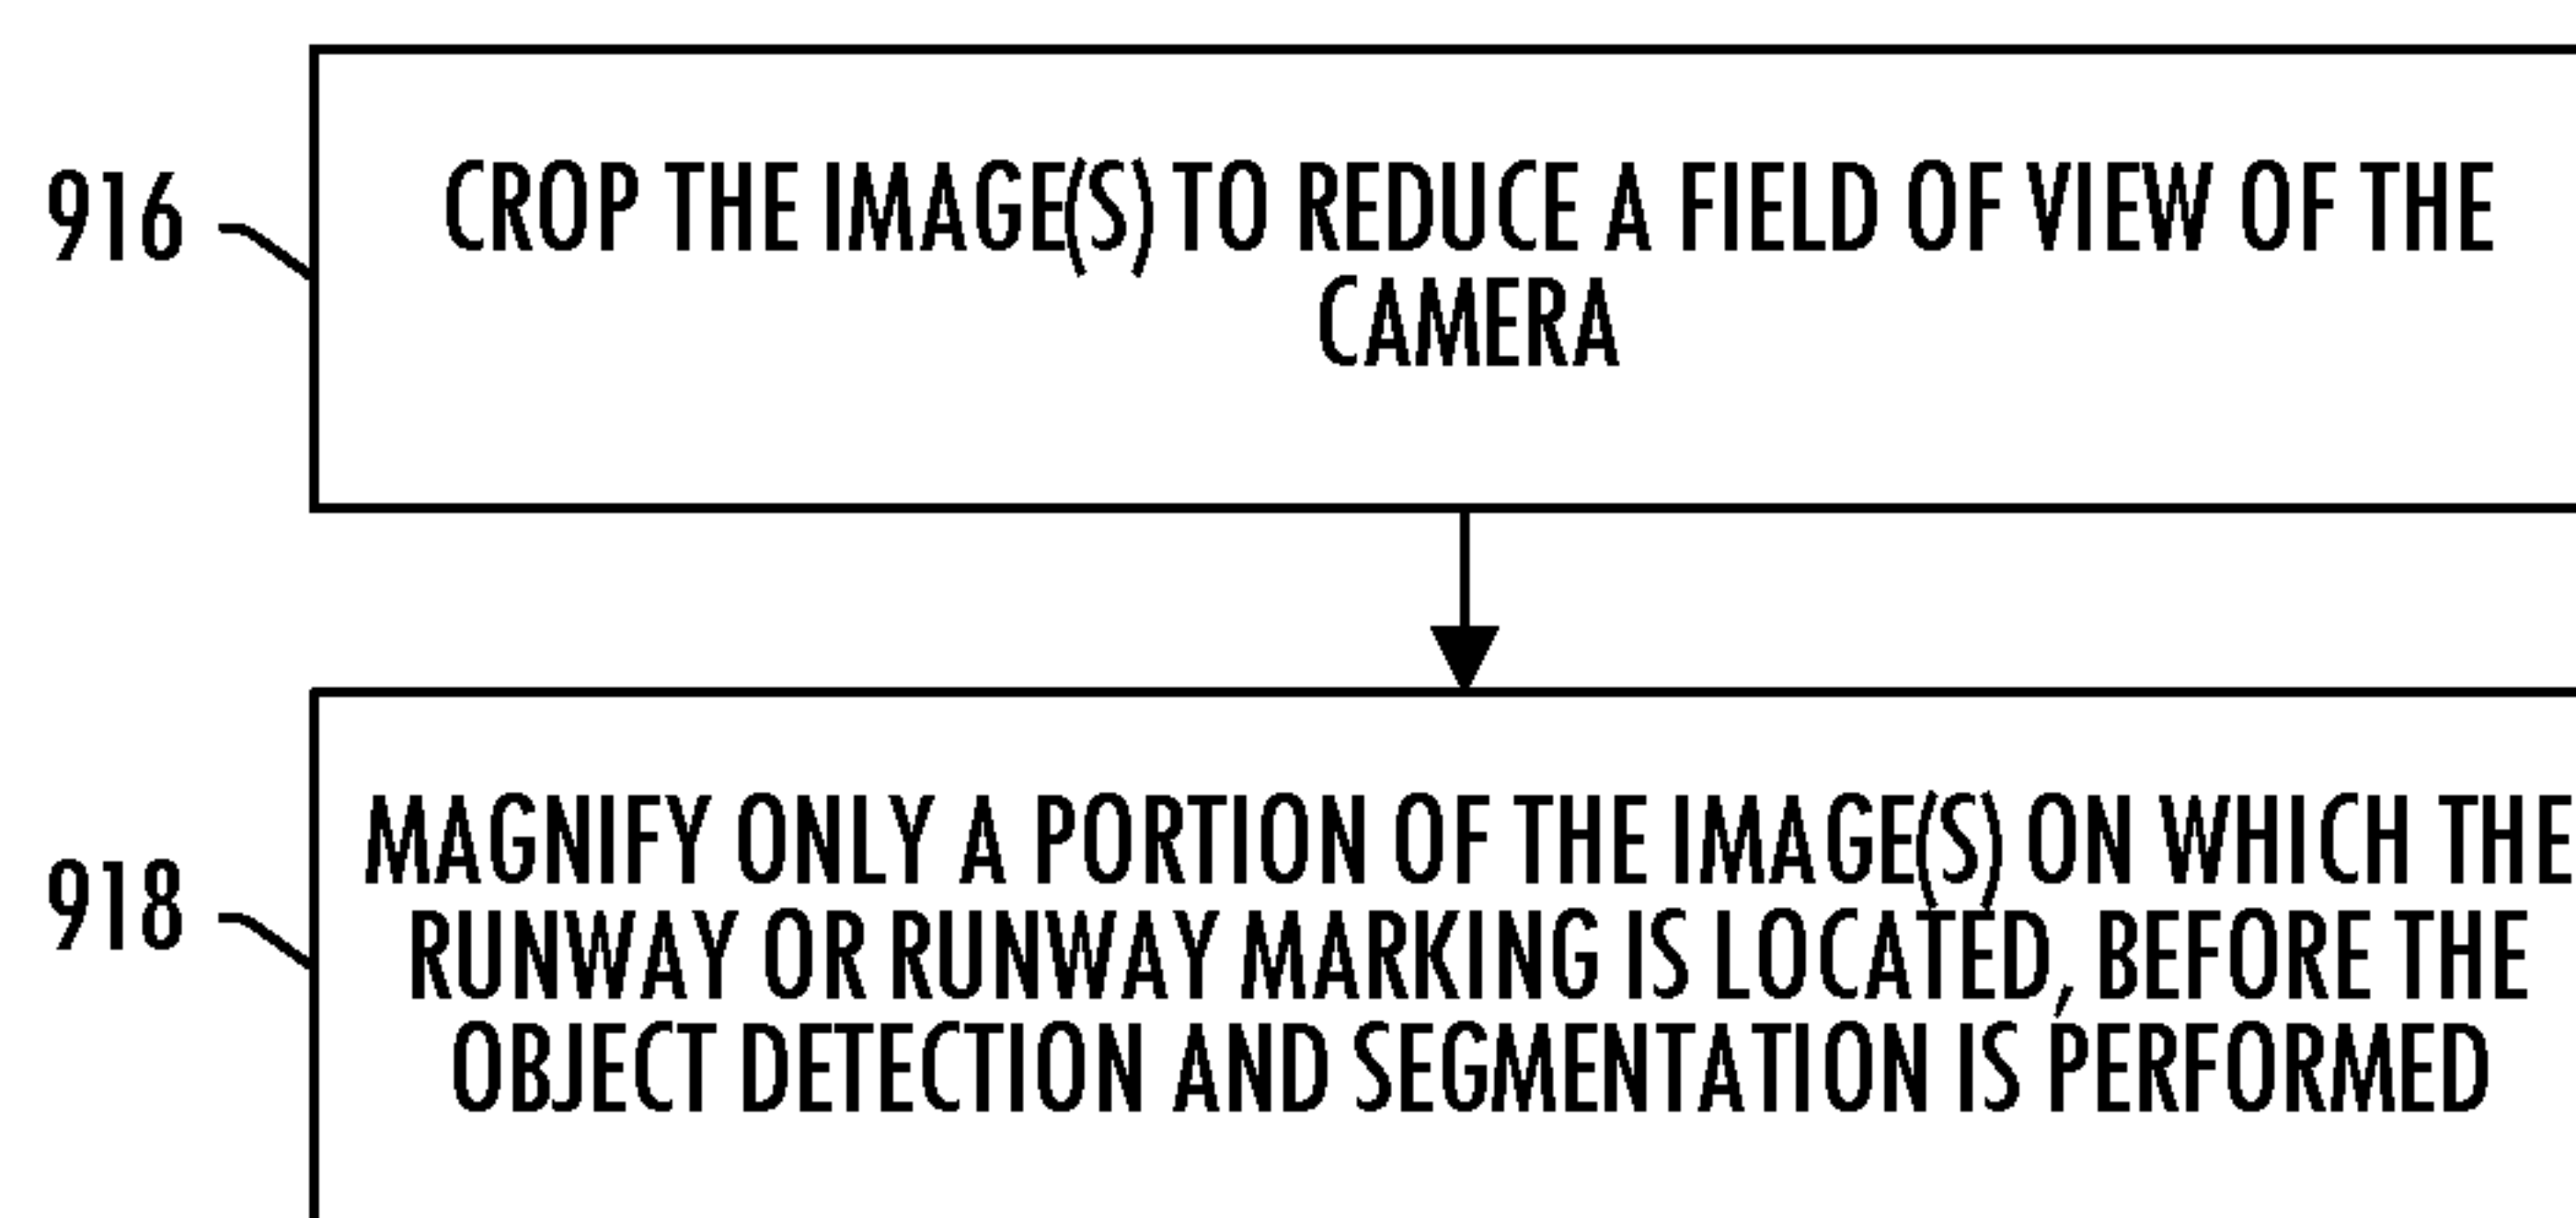 916
CROP THE IMAGE(S) TO REDUCE A FIELD OF VIEW OF THE
CAMERA
918
MAGNIFY ONLY A PORTION OF THE IMAGE(S) ON WHICH THE
RUNWAY OR RUNWAY MARKING IS LOCATED, BEFORE THE
OBJECT DETECTION AND SEGMENTATION IS PERFORMED